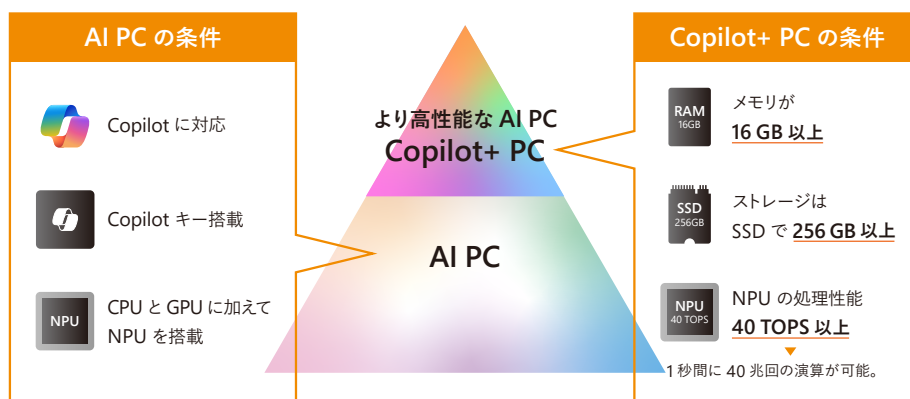 AI PC の条件
Copilot に対応
Copilot キー搭載
NPU
CPU と GPU に加えて
NPU を搭載
より高性能な AI PC
Copilot+ PC
AI PC
Copilot+ PC の条件
RAM
16GB
メモリが
16 GB 以上
SSD
256GB
ストレージは
SSD で 256 GB 以上
NPU
40 TOPS
NPU の処理性能
40 TOPS 以上
1 秒間に 40 兆回の演算が可能。